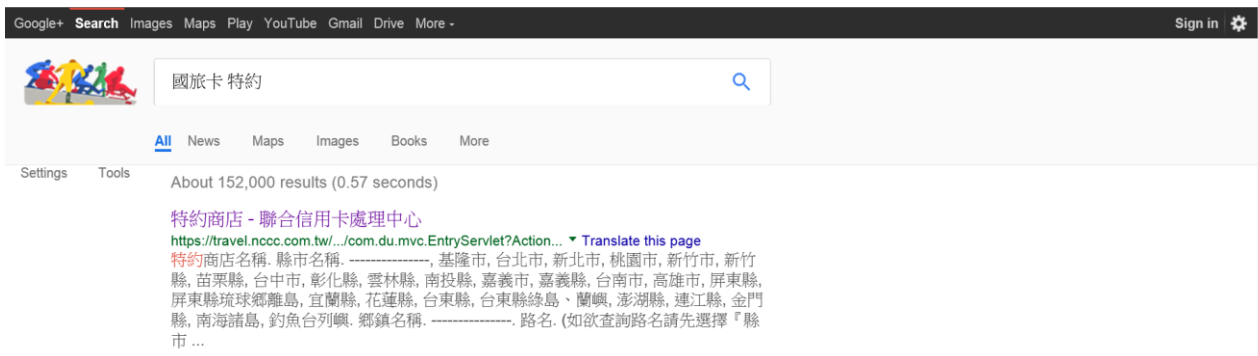 Google+ Search Images Maps Play YouTube Gmail Drive More Sign in
國旅卡 特約
All News Maps Images Books More
Settings Tools
About 152,000 results (0.57 seconds)
特約商店 - 聯合信用卡處理中心
https://travel.nccc.com.tw/.../com.du.mvc.EntryServlet?Action... Translate this page
特約商店名稱. 縣市名稱. ---------------, 基隆市, 台北市, 新北市, 桃園市, 新竹市, 新竹
縣, 苗栗縣, 台中市, 彰化縣, 雲林縣, 南投縣, 嘉義市, 嘉義縣, 台南市, 高雄市, 屏東縣,
屏東縣琉球鄉離島, 宜蘭縣, 花蓮縣, 台東縣, 台東縣綠島、蘭嶼, 澎湖縣, 連江縣, 金門
縣, 南海諸島, 釣魚台列嶼. 鄉鎮名稱. ---------------. 路名. (如欲查詢路名請先選擇『縣
市 ...